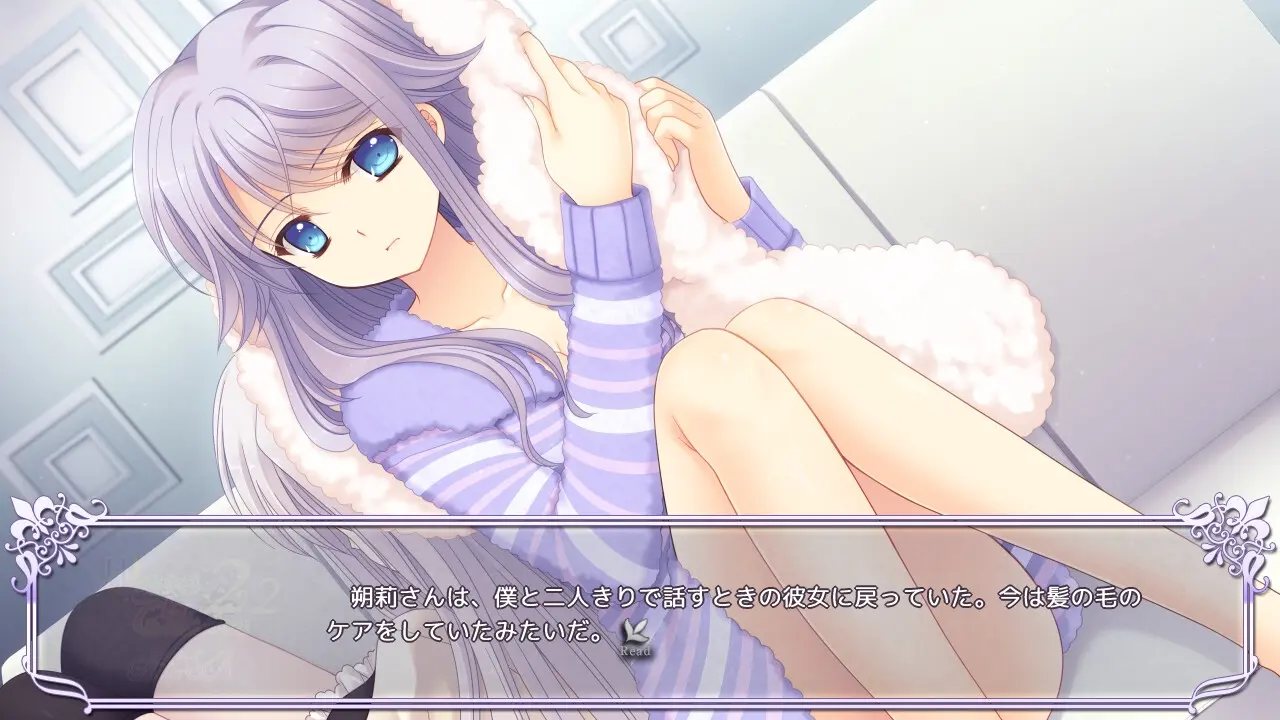 朔莉さんは、僕と二人きりで話すときの彼女に戻っていた。今は髪の毛の
ケアをしていたみたいだ。
Read